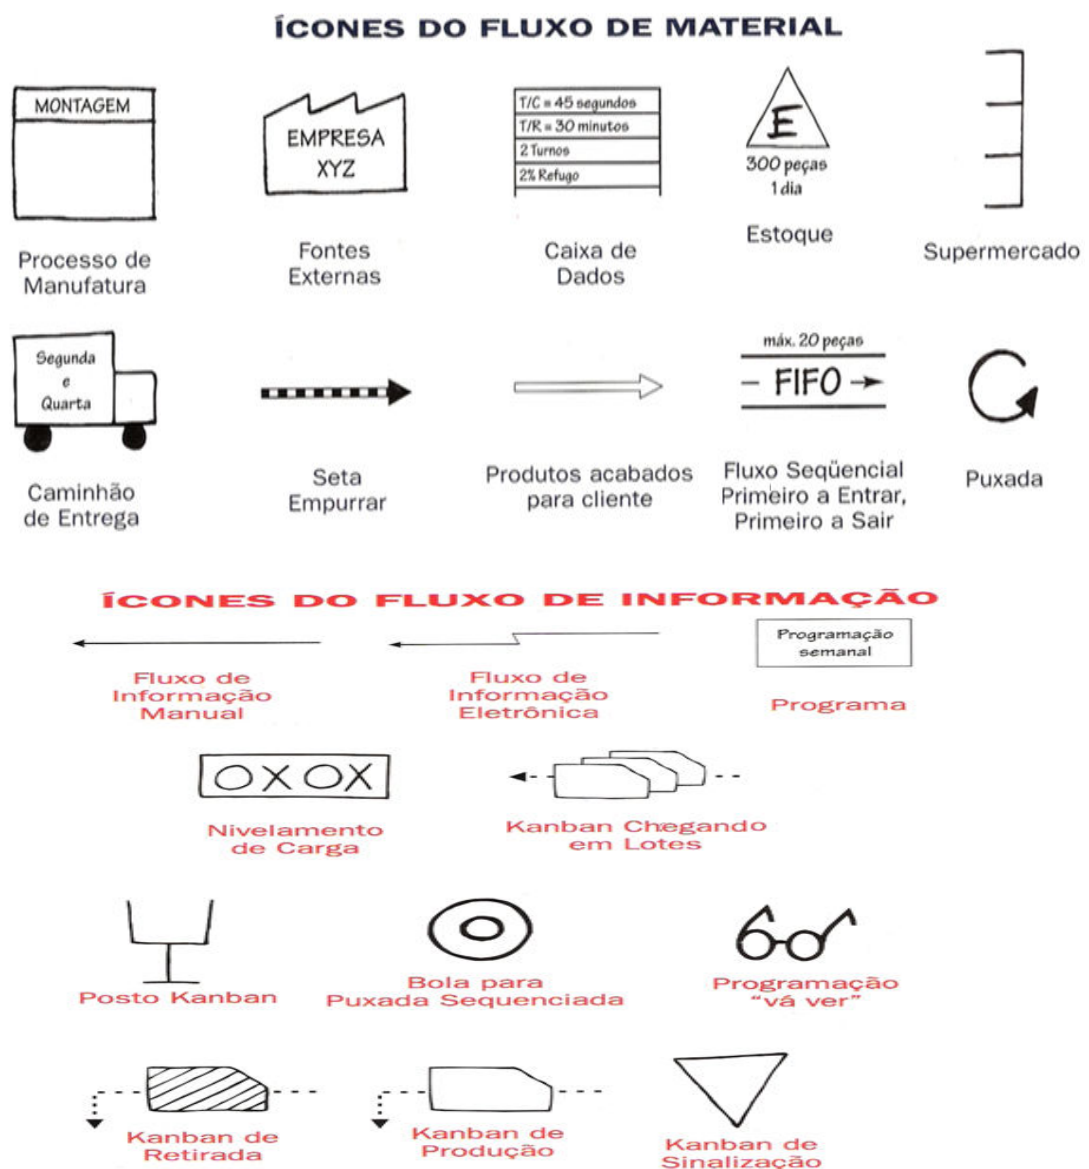 ÍCONES DO FLUXO DE MATERIAL
MONTAGEM
Processo de
Manufatura
EMPRESA
XYZ
Fontes
Externas
T/C = 45 segundos
T/R = 30 minutos
2 Turnos
2% Refugo
Caixa de
Dados
E
300 peças
1 dia
Estoque
Supermercado
Segunda
e
Quarta
Caminhão
de Entrega
Seta
Empurrar
Produtos acabados
para cliente
máx. 20 peças
FIFO
Fluxo Seqüencial
Primeiro a Entrar,
Primeiro a Sair
Puxada
ÍCONES DO FLUXO DE INFORMAÇÃO
Fluxo de
Informação
Manual
Fluxo de
Informação
Eletrônica
Programação
semanal
Programa
OXOX
Nivelamento
de Carga
Kanban Chegando
em Lotes
Posto Kanban
Bola para
Puxada Sequenciada
Programação
“vá ver”
Kanban de
Retirada
Kanban de
Produção
Kanban de
Sinalização